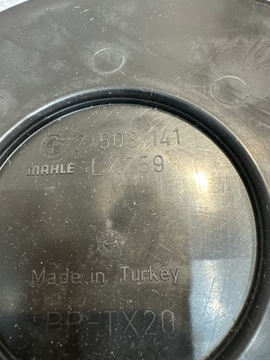 7 503 141
MAHLE LX759
Made in Turkey
PP-TX20